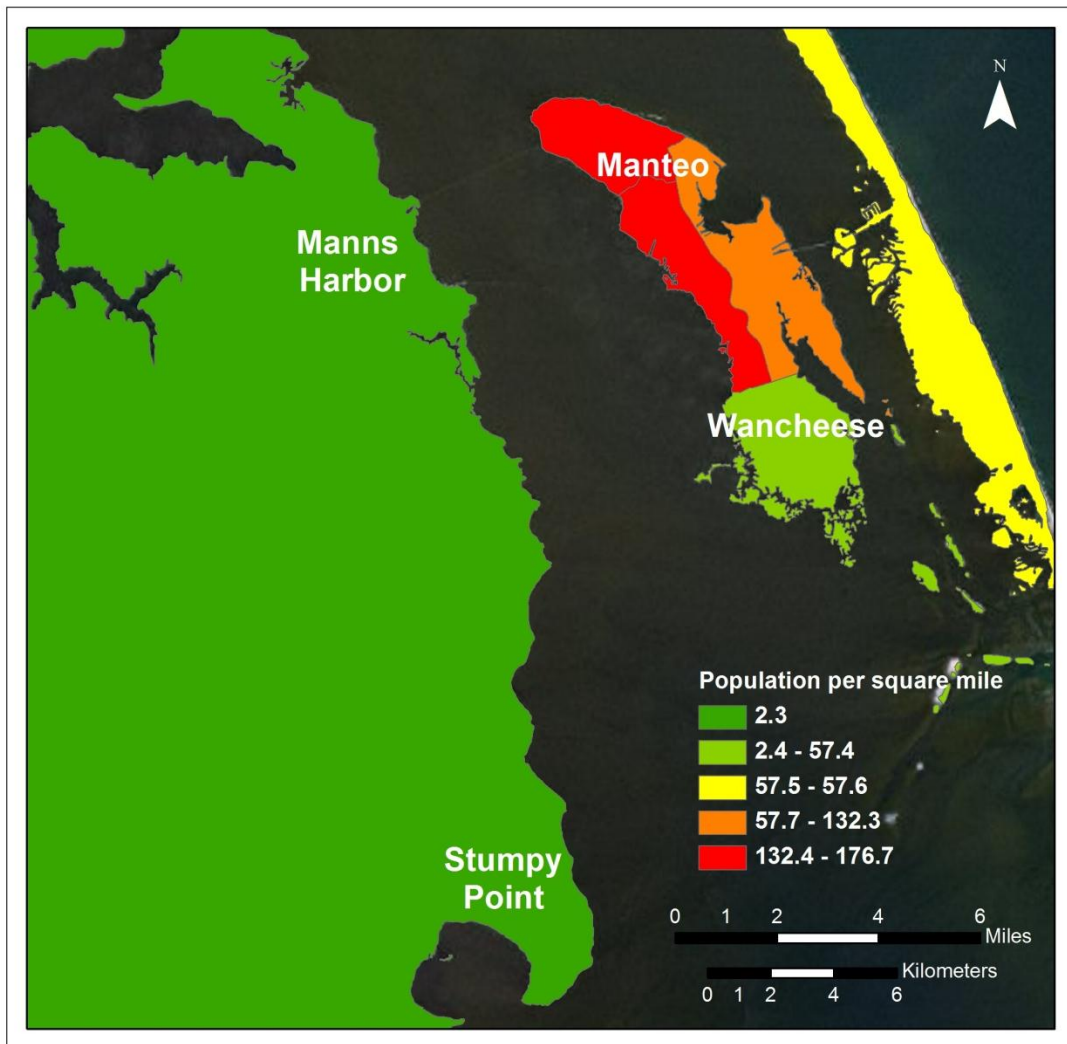 N
Manteo
Manns
Harbor
Wancheese
Population per square mile
2.3
2.4 - 57.4
57.5 - 57.6
57.7 - 132.3
132.4 - 176.7
Stumpy
Point
0 1 2 4 6
Miles
Kilometers
0 1 2 4 6